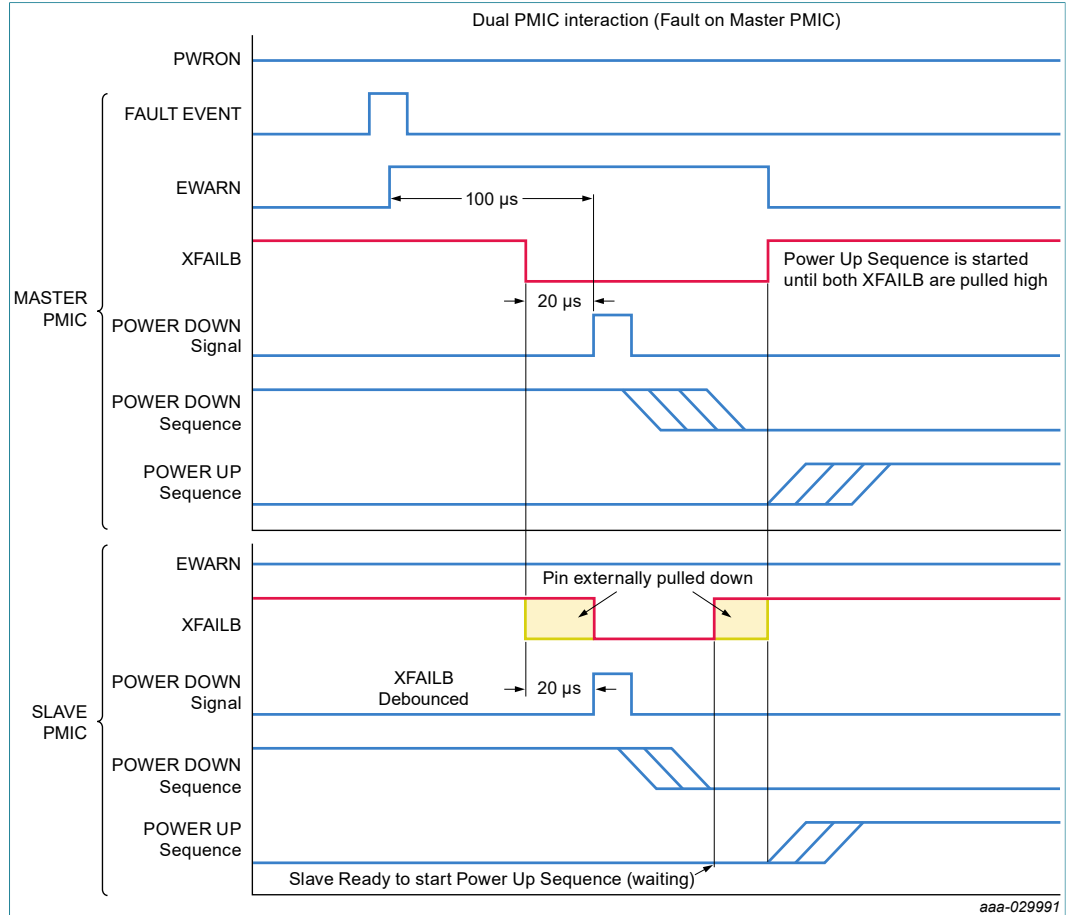 Dual PMIC interaction (Fault on Master PMIC)
PWRON
FAULT EVENT
EWARN
100 µs
XFAILB
Power Up Sequence is started
until both XFAILB are pulled high
MASTER
PMIC
20 µs
POWER DOWN
Signal
POWER DOWN
Sequence
POWER UP
Sequence
EWARN
Pin externally pulled down
XFAILB
POWER DOWN
Signal
XFAILB
Debounced
20 µs
SLAVE
PMIC
POWER DOWN
Sequence
POWER UP
Sequence
Slave Ready to start Power Up Sequence (waiting)
aaa-029991